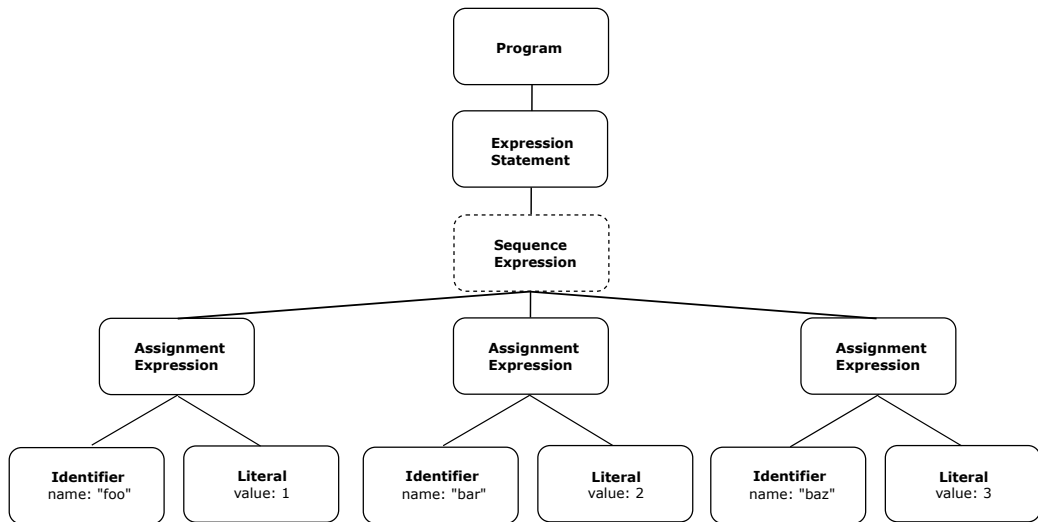 Program
Expression
Statement
Sequence
Expression
Assignment
Expression
Assignment
Expression
Assignment
Expression
Identifier
name: "foo"
Literal
value: 1
Identifier
name: "bar"
Literal
value: 2
Identifier
name: "baz"
Literal
value: 3